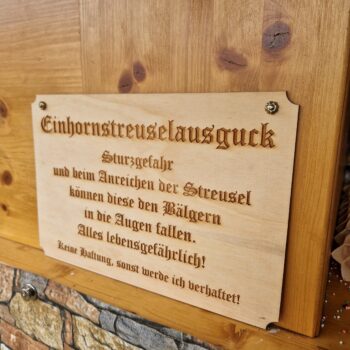 Einhornstreuselausguck
Sturzgefahr
und beim Anreichen der Streusel
können diese den Bälgern
in die Augen fallen.
Alles lebensgefährlich!
Keine Haftung, sonst werde ich verhaftet!